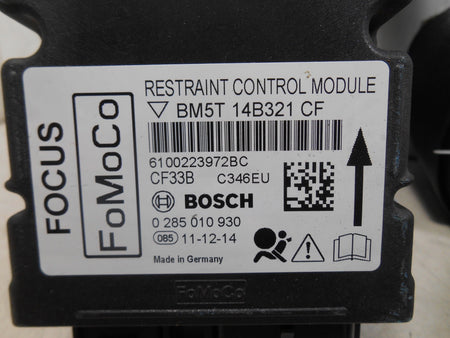 RESTRAINT CONTROL MODULE
BM5T 14B321 CF
6100223972BC
CF33B C346EU
BOSCH
0 285 010 930
085 11-12-14
Made in Germany
FOCUS
FoMoCo
FoMoCo